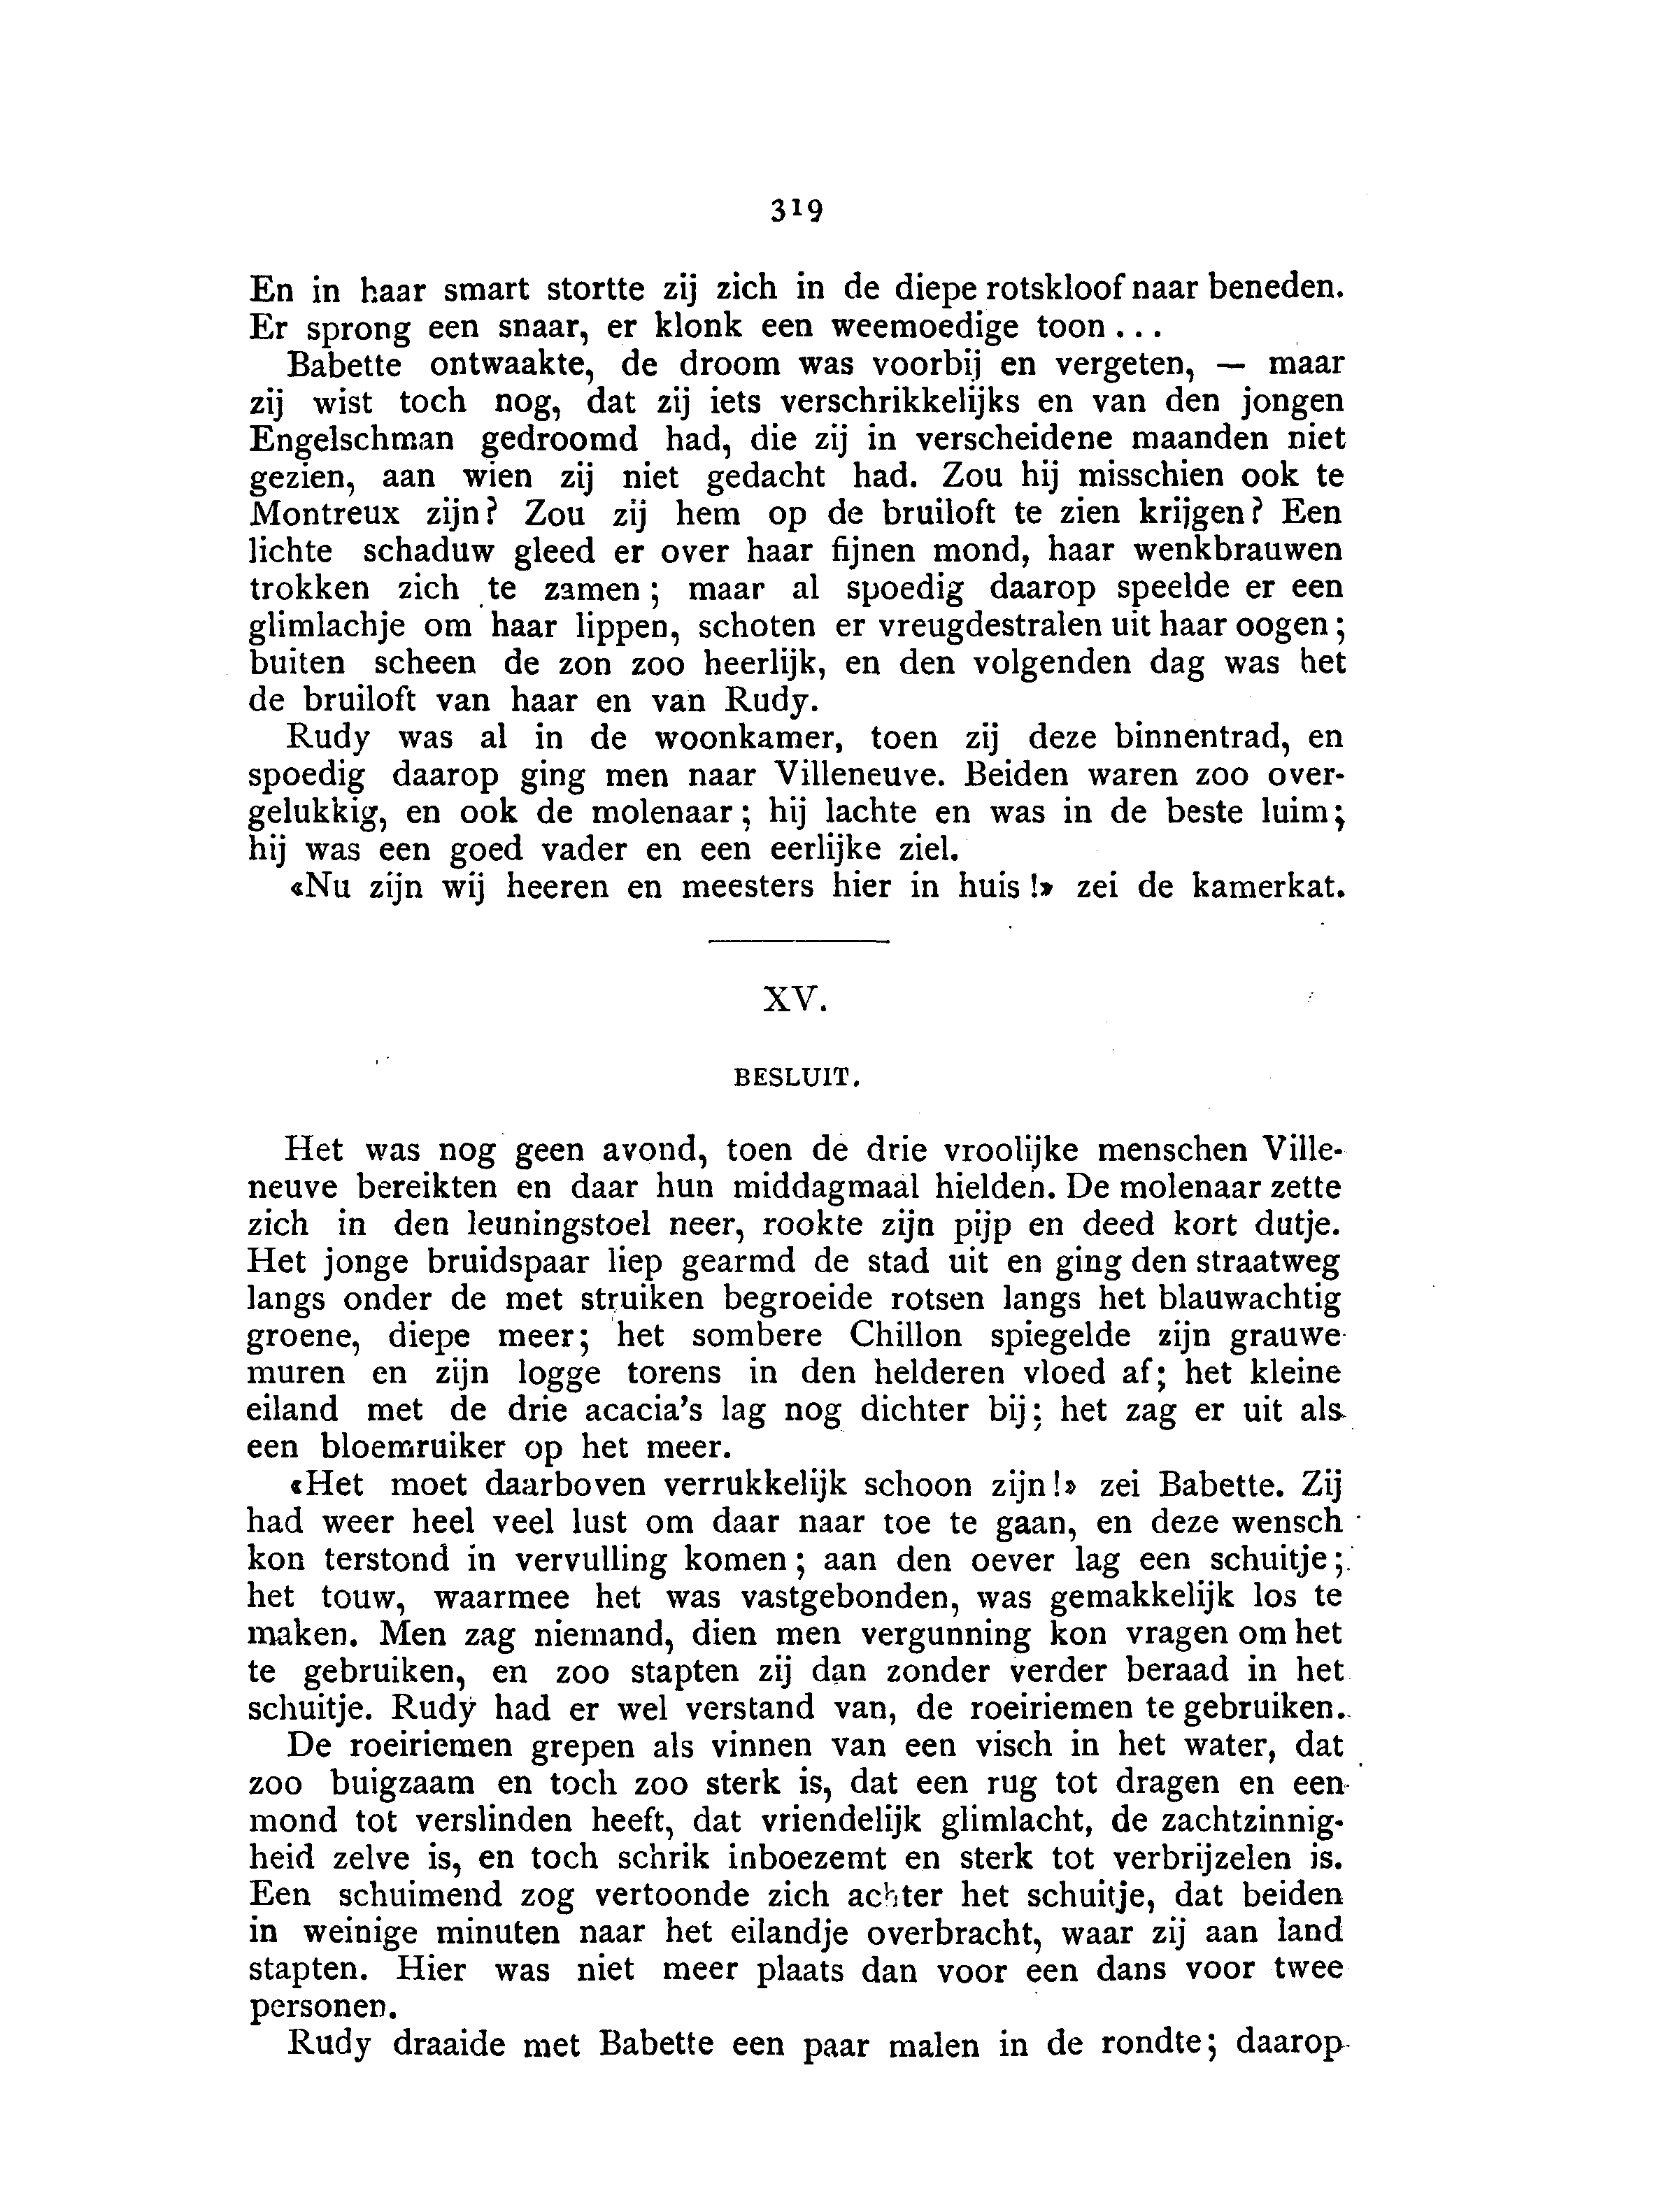 319
En in haar smart stortte zij zich in de diepe rotskloof naar beneden.
Er sprong een snaar, er klonk een weemoedige toon ...
Babette ontwaakte, de droom was voorbij en vergeten, — maar
zij wist toch nog, dat zij iets verschrikkelijks en van den jongen
Engelschman gedroomd had, die zij in verscheidene maanden niet
gezien, aan wien zij niet gedacht had. Zou hij misschien ook te
Montreux zijn? Zou zij hem op de bruiloft te zien krijgen? Een
lichte schaduw gleed er over haar fijnen mond, haar wenkbrauwen
trokken zich te zamen; maar al spoedig daarop speelde er een
glimlachje om haar lippen, schoten er vreugdestralen uit haar oogen;
buiten scheen de zon zoo heerlijk, en den volgenden dag was het
de bruiloft van haar en van Rudy.
Rudy was al in de woonkamer, toen zij deze binnentrad, en
spoedig daarop ging men naar Villeneuve. Beiden waren zoo over-
gelukkig, en ook de molenaar; hij lachte en was in de beste luim;
hij was een goed vader en een eerlijke ziel.
«Nu zijn wij heeren en meesters hier in huis!» zei de kamerkat.
XV.
BESLUIT.
Het was nog geen avond, toen de drie vroolijke menschen Ville-
neuve bereikten en daar hun middagmaal hielden. De molenaar zette
zich in den leuningstoel neer, rookte zijn pijp en deed kort dutje.
Het jonge bruidspaar liep gearmd de stad uit en ging den straatweg
langs onder de met struiken begroeide rotsen langs het blauwachtig
groene, diepe meer; het sombere Chillon spiegelde zijn grauwe
muren en zijn logge torens in den helderen vloed af; het kleine
eiland met de drie acacia's lag nog dichter bij; het zag er uit als
een bloemruiker op het meer.
«Het moet daarboven verrukkelijk schoon zijn!» zei Babette. Zij
had weer heel veel lust om daar naar toe te gaan, en deze wensch
kon terstond in vervulling komen; aan den oever lag een schuitje;
het touw, waarmee het was vastgebonden, was gemakkelijk los te
maken. Men zag niemand, dien men vergunning kon vragen om het
te gebruiken, en zoo stapten zij dan zonder verder beraad in het
schuitje. Rudy had er wel verstand van, de roeiriemen te gebruiken.
De roeiriemen grepen als vinnen van een visch in het water, dat
zoo buigzaam en toch zoo sterk is, dat een rug tot dragen en een
mond tot verslinden heeft, dat vriendelijk glimlacht, de zachtzinnig-
heid zelve is, en toch schrik inboezemt en sterk tot verbrijzelen is.
Een schuimend zog vertoonde zich achter het schuitje, dat beiden
in weinige minuten naar het eilandje overbracht, waar zij aan land
stapten. Hier was niet meer plaats dan voor een dans voor twee
personen.
Rudy draaide met Babette een paar malen in de rondte; daarop